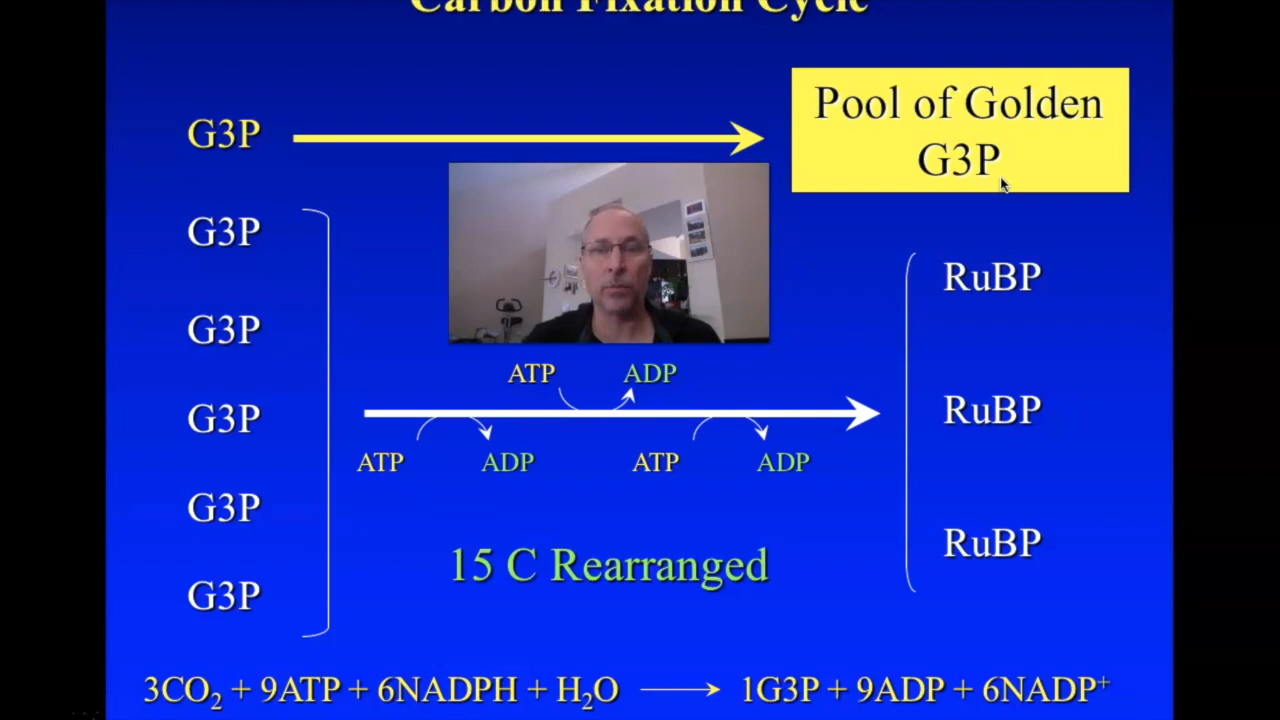 Carbon Fixation Cycle
G3P
Pool of Golden
G3P
G3P
G3P
G3P
G3P
G3P
ATP
ADP
ATP
ADP
ATP
ADP
RuBP
RuBP
RuBP
15 C Rearranged
3CO₂ + 9ATP + 6NADPH + H₂O ⟶ 1G3P + 9ADP + 6NADP⁺